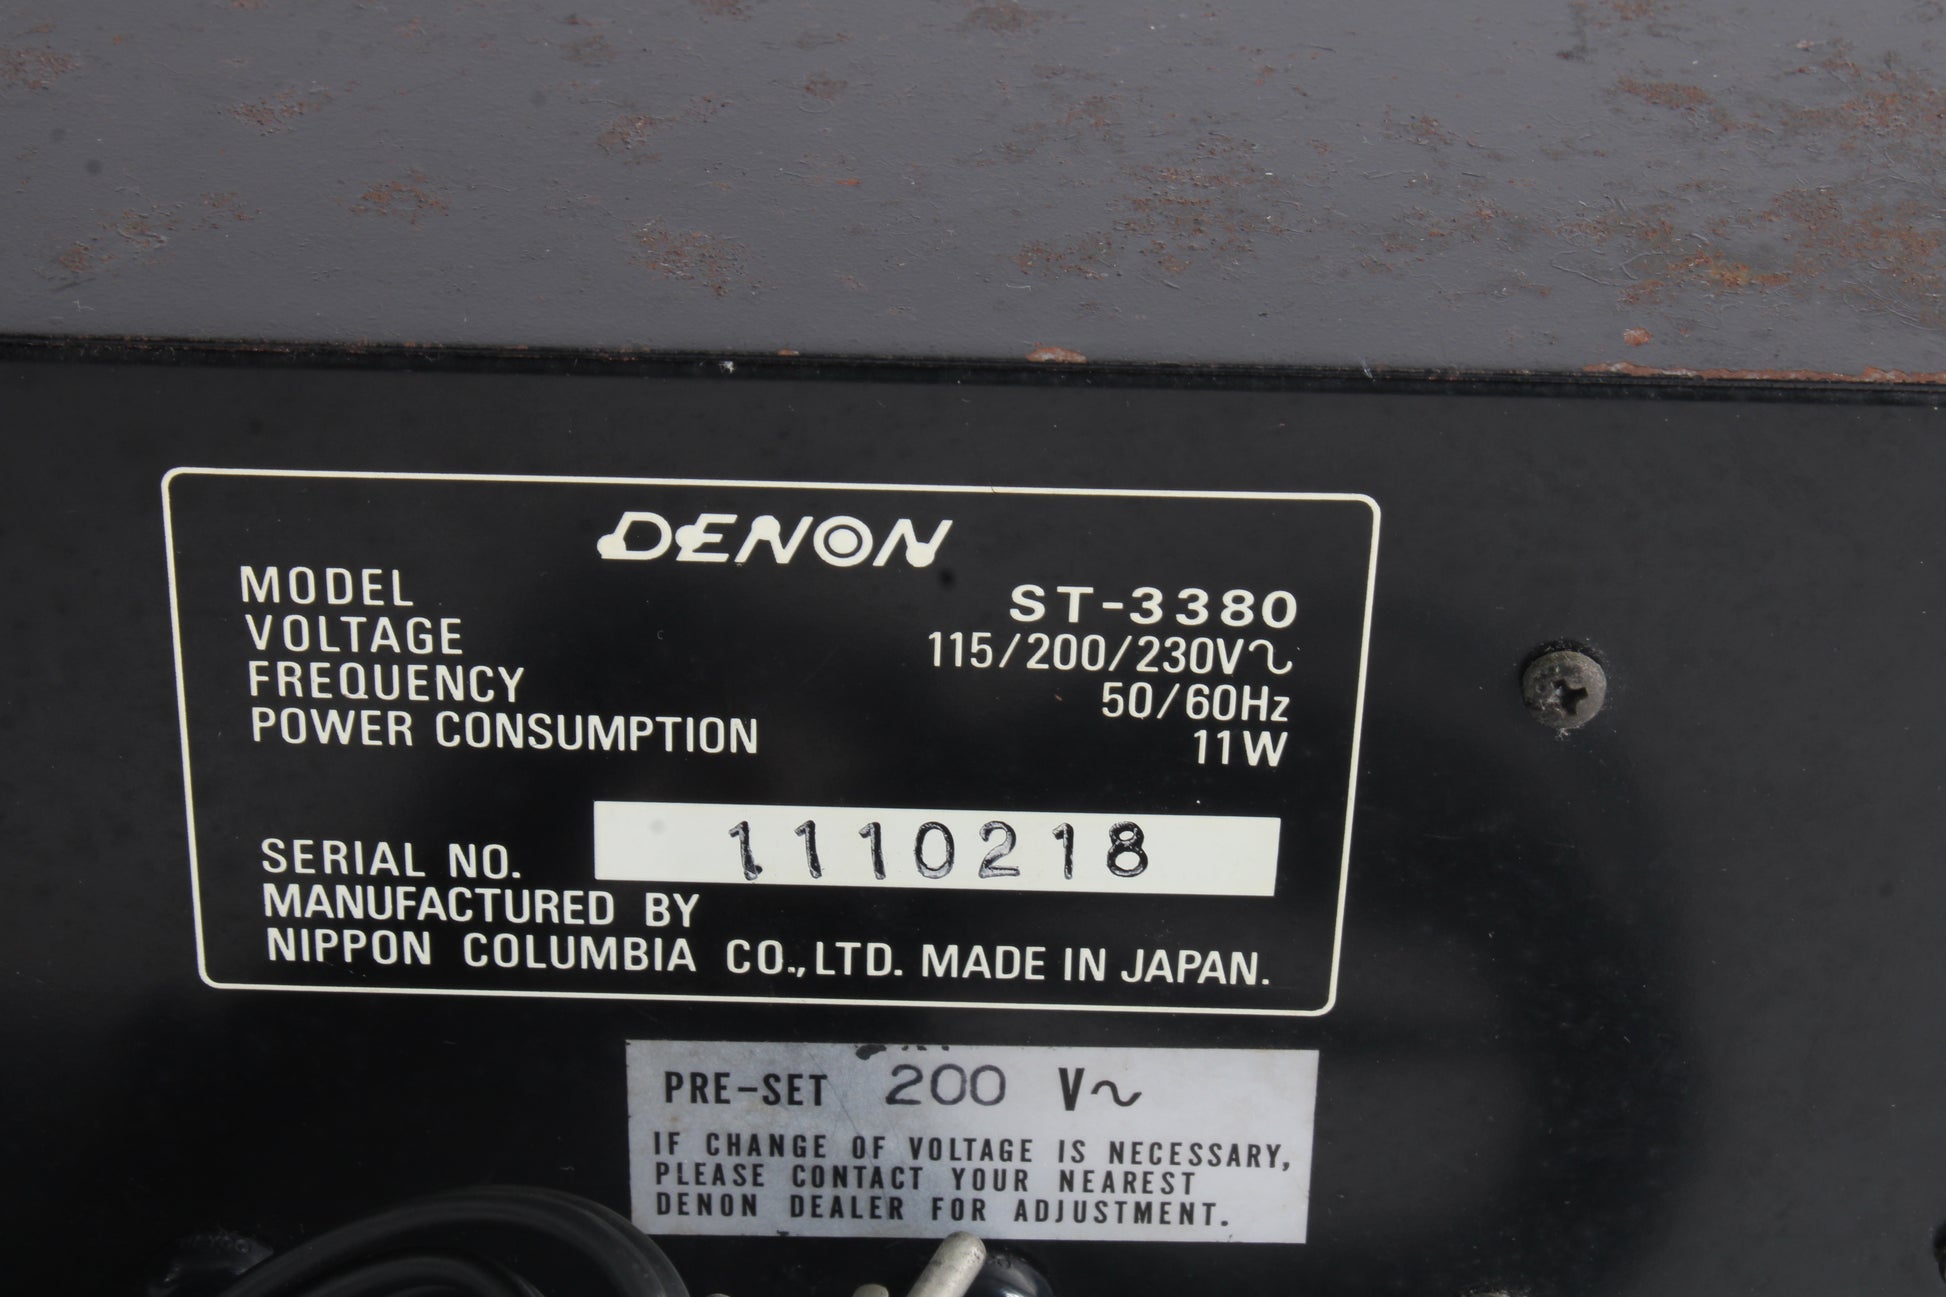 DENON
MODEL ST-3380
VOLTAGE 115/200/230V~
FREQUENCY 50/60Hz
POWER CONSUMPTION 11W
SERIAL NO. 1110218
MANUFACTURED BY
NIPPON COLUMBIA CO.,LTD. MADE IN JAPAN.
PRE-SET 200 V~
IF CHANGE OF VOLTAGE IS NECESSARY,
PLEASE CONTACT YOUR NEAREST
DENON DEALER FOR ADJUSTMENT.